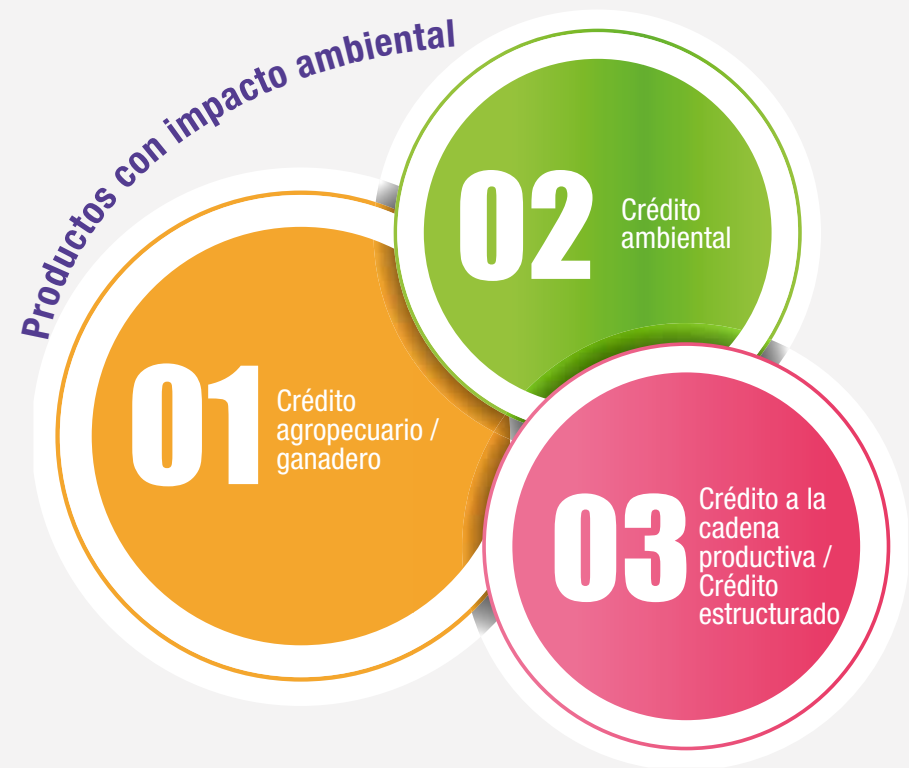 Productos con impacto ambiental
01
Crédito
agropecuario /
ganadero
02
Crédito
ambiental
03
Crédito a la
cadena
productiva /
Crédito
estructurado